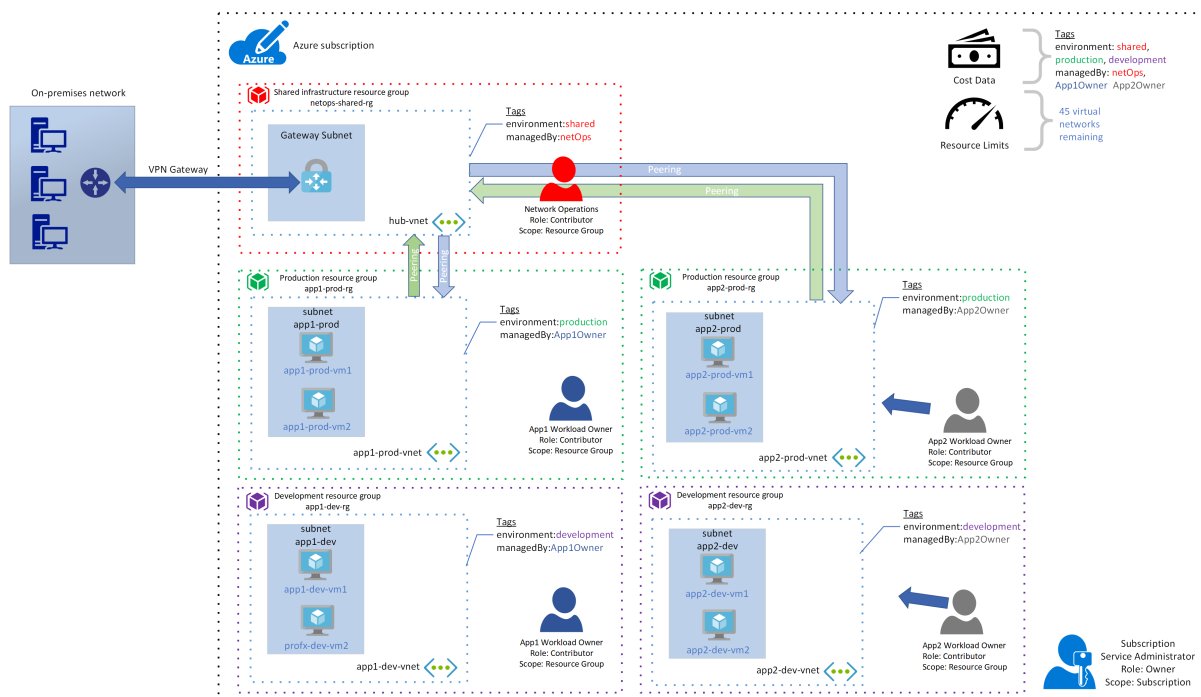 Azure
Azure subscription
Cost Data
Tags
environment: shared,
production, development
managedBy: netOps,
App1Owner App2Owner
Resource Limits
45 virtual
networks
remaining
On-premises network
VPN Gateway
Shared infrastructure resource group
netops-shared-rg
Gateway Subnet
hub-vnet
Tags
environment:shared
managedBy:netOps
Peering
Peering
Network Operations
Role: Contributor
Scope: Resource Group
Peering
Peering
Production resource group
app1-prod-rg
subnet
app1-prod
app1-prod-vm1
app1-prod-vm2
app1-prod-vnet
Tags
environment:production
managedBy:App1Owner
App1 Workload Owner
Role: Contributor
Scope: Resource Group
Production resource group
app2-prod-rg
subnet
app2-prod
app2-prod-vm1
app2-prod-vm2
app2-prod-vnet
Tags
environment:production
managedBy:App2Owner
App2 Workload Owner
Role: Contributor
Scope: Resource Group
Development resource group
app1-dev-rg
subnet
app1-dev
app1-dev-vm1
profx-dev-vm2
app1-dev-vnet
Tags
environment:development
managedBy:App1Owner
App1 Workload Owner
Role: Contributor
Scope: Resource Group
Development resource group
app2-dev-rg
subnet
app2-dev
app2-dev-vm1
app2-dev-vm2
app2-dev-vnet
Tags
environment:development
managedBy:App2Owner
App2 Workload Owner
Role: Contributor
Scope: Resource Group
Subscription
Service Administrator
Role: Owner
Scope: Subscription